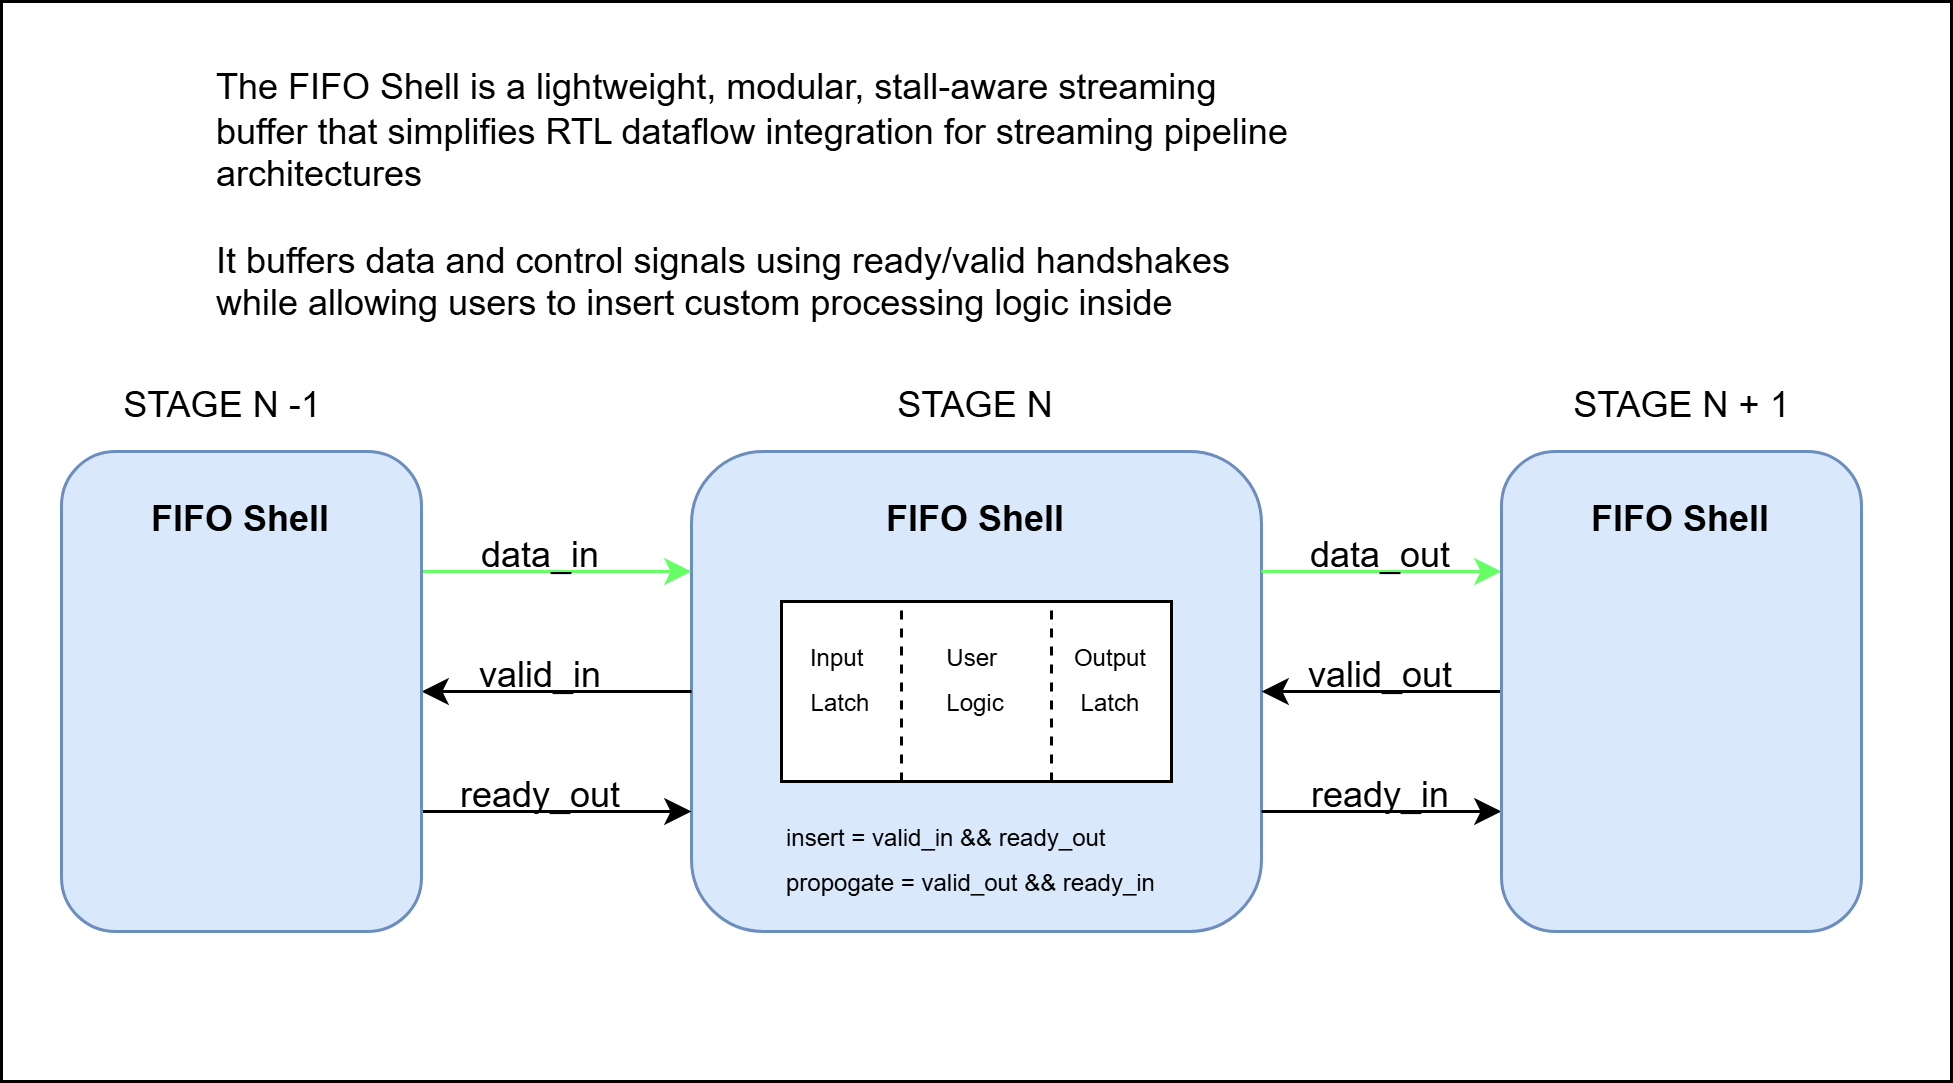 The FIFO Shell is a lightweight, modular, stall-aware streaming
buffer that simplifies RTL dataflow integration for streaming pipeline
architectures
It buffers data and control signals using ready/valid handshakes
while allowing users to insert custom processing logic inside
STAGE N -1
STAGE N
STAGE N + 1
FIFO Shell
FIFO Shell
FIFO Shell
data_in
data_out
Input
Latch
User
Logic
Output
Latch
valid_in
valid_out
ready_out
ready_in
insert = valid_in && ready_out
propogate = valid_out && ready_in